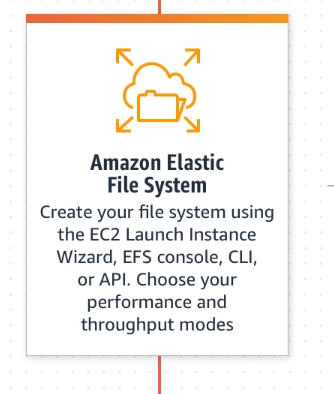 Amazon Elastic
File System
Create your file system using
the EC2 Launch Instance
Wizard, EFS console, CLI,
or API. Choose your
performance and
throughput modes